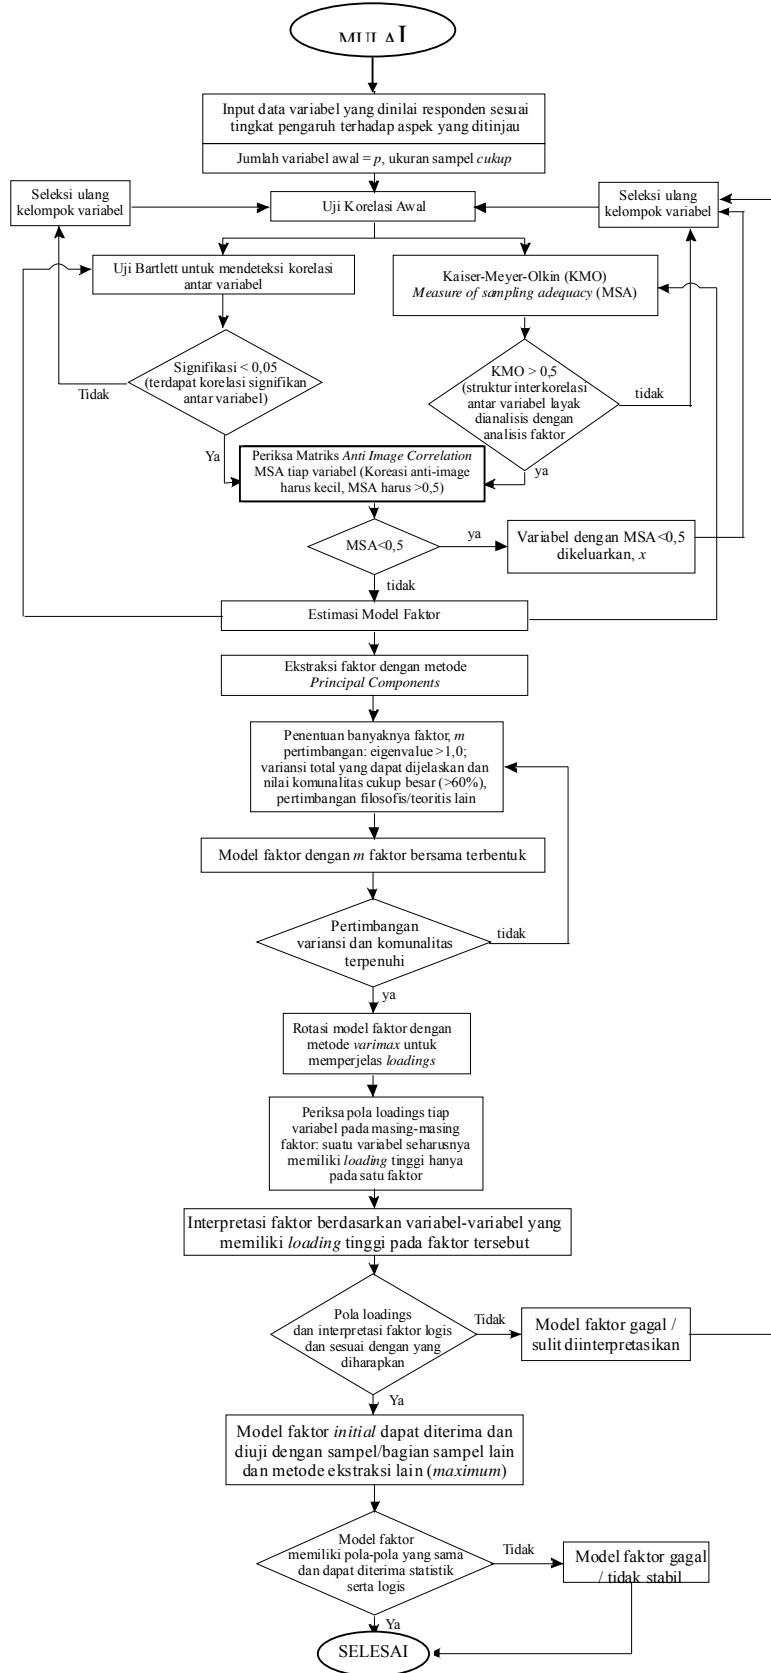 MULAI
Input data variabel yang dinilai responden sesuai
tingkat pengaruh terhadap aspek yang ditinjau
Jumlah variabel awal = p, ukuran sampel cukup
Seleksi ulang
kelompok variabel
Uji Korelasi Awal
Seleksi ulang
kelompok variabel
Uji Bartlett untuk mendeteksi korelasi
antar variabel
Kaiser-Meyer-Olkin (KMO)
Measure of sampling adequacy (MSA)
Signifikasi < 0,05
(terdapat korelasi signifikan
antar variabel)
Tidak
KMO > 0,5
(struktur interkorelasi
antar variabel layak
dianalisis dengan
analisis faktor
tidak
Ya
ya
Periksa Matriks Anti Image Correlation
MSA tiap variabel (Koreasi anti-image
harus kecil, MSA harus >0,5)
MSA<0,5
ya
Variabel dengan MSA<0,5
dikeluarkan, x
tidak
Estimasi Model Faktor
Ekstraksi faktor dengan metode
Principal Components
Penentuan banyaknya faktor, m
pertimbangan: eigenvalue >1,0;
variansi total yang dapat dijelaskan dan
nilai komunalitas cukup besar (>60%),
pertimbangan filosofis/teoritis lain
Model faktor dengan m faktor bersama terbentuk
Pertimbangan
variansi dan komunalitas
terpenuhi
tidak
ya
Rotasi model faktor dengan
metode varimax untuk
memperjelas loadings
Periksa pola loadings tiap
variabel pada masing-masing
faktor: suatu variabel seharusnya
memiliki loading tinggi hanya
pada satu faktor
Interpretasi faktor berdasarkan variabel-variabel yang
memiliki loading tinggi pada faktor tersebut
Pola loadings
dan interpretasi faktor logis
dan sesuai dengan yang
diharapkan
Tidak
Model faktor gagal /
sulit diinterpretasikan
Ya
Model faktor initial dapat diterima dan
diuji dengan sampel/bagian sampel lain
dan metode ekstraksi lain (maximum)
Model faktor
memiliki pola-pola yang sama
dan dapat diterima statistik
serta logis
Tidak
Model faktor gagal
/ tidak stabil
Ya
SELESAI